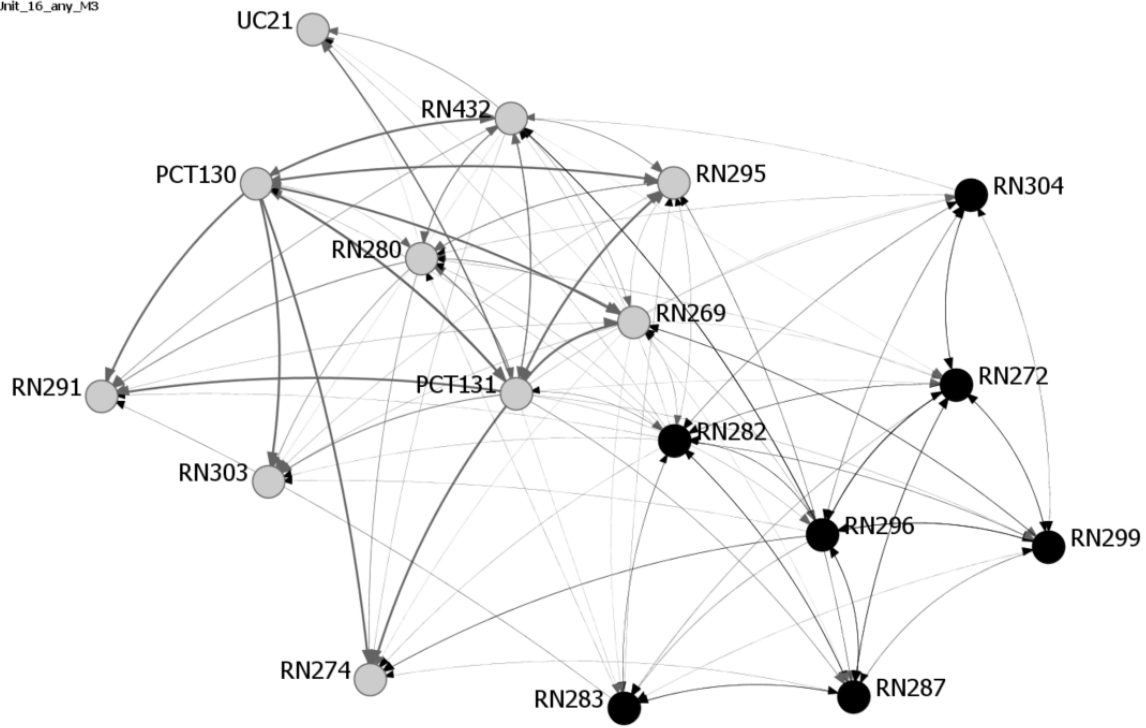 Unit_16_any_M3
UC21
RN432
PCT130
RN295
RN304
RN280
RN269
RN291
PCT131
RN272
RN282
RN303
RN296
RN299
RN274
RN283
RN287